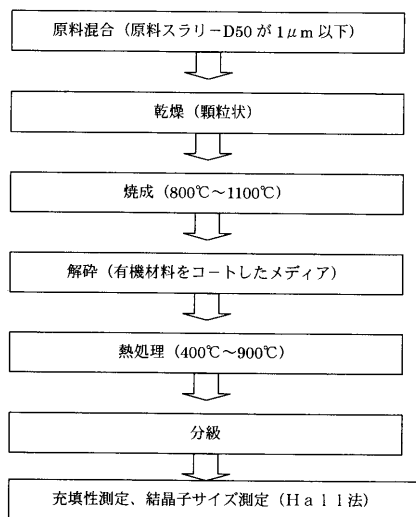 原料混合（原料スラリーD50 が 1μm 以下）
乾燥（顆粒状）
焼成（800℃～1100℃）
解砕（有機材料をコートしたメディア）
熱処理（400℃～900℃）
分級
充填性測定、結晶子サイズ測定（Ｈａｌｌ法）